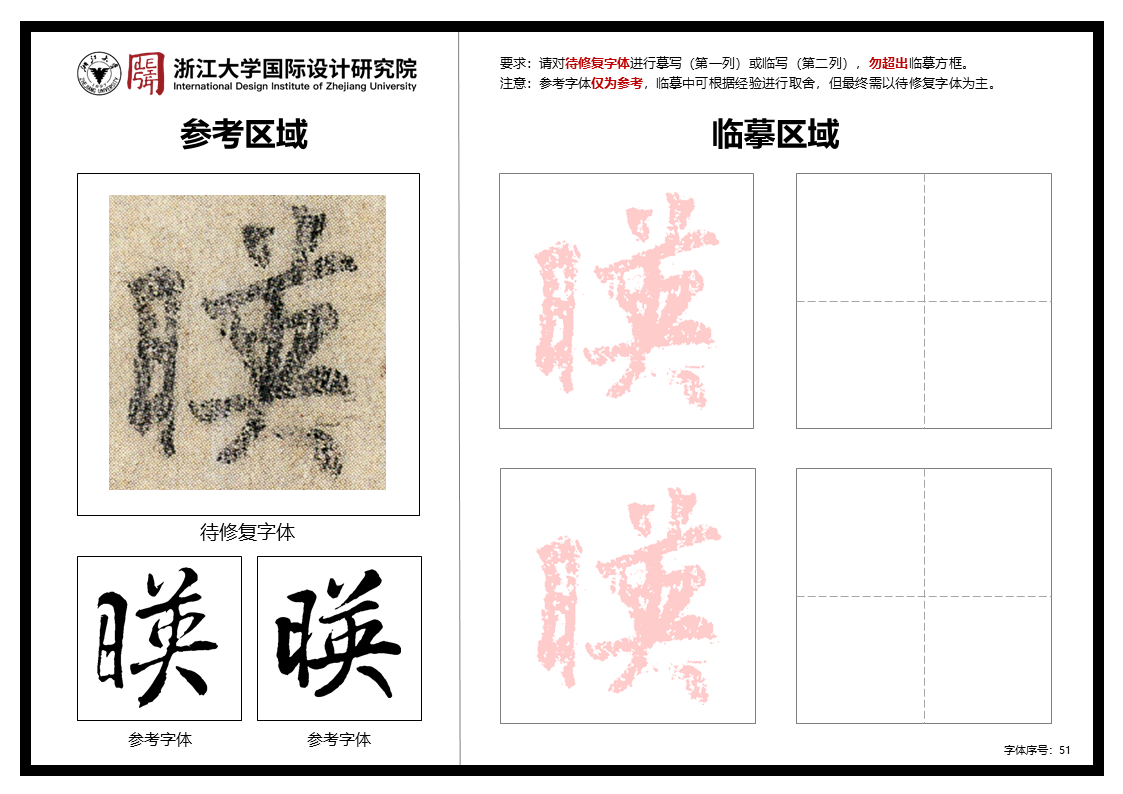 浙江大学国际设计研究院
International Design Institute of Zhejiang University
参考区域
暎
待修复字体
暎
暎
参考字体
参考字体
要求：请对待修复字体进行摹写（第一列）或临写（第二列），勿超出临摹方框。
注意：参考字体仅为参考，临摹中可根据经验进行取舍，但最终需以待修复字体为主。
临摹区域
暎
暎
字体序号：51